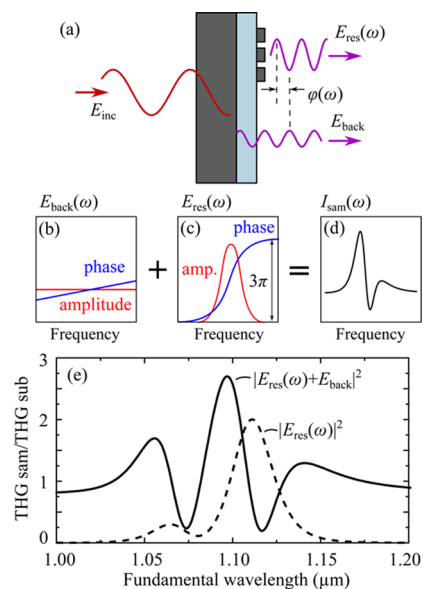 (a)
E_res(ω)
E_inc
φ(ω)
E_back
E_back(ω)
E_res(ω)
I_sam(ω)
(b)
phase
amplitude
+
(c)
phase
amp.
3π
=
(d)
Frequency
Frequency
Frequency
(e)
|E_res(ω)+E_back|²
|E_res(ω)|²
THG sam/THG sub
3
2
1
0
1.00
1.05
1.10
1.15
1.20
Fundamental wavelength (µm)